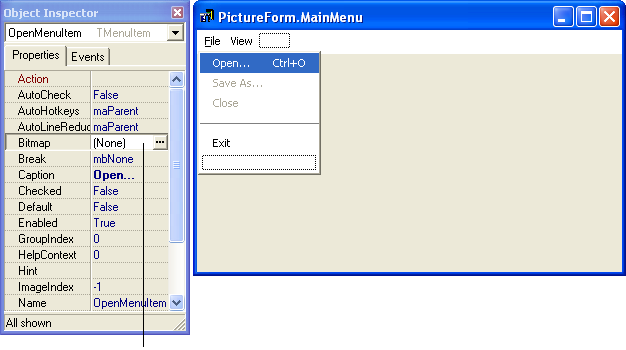 Object Inspector
OpenMenuItem TMenuItem
Properties Events
Action
AutoCheck False
AutoHotkeys maParent
AutoLineReduc maParent
Bitmap (None) ...
Break mbNone
Caption Open...
Checked False
Default False
Enabled True
GroupIndex 0
HelpContext 0
Hint
ImageIndex -1
Name OpenMenuItem
All shown
PictureForm.MainMenu
File View
Open... Ctrl+O
Save As...
Close
Exit